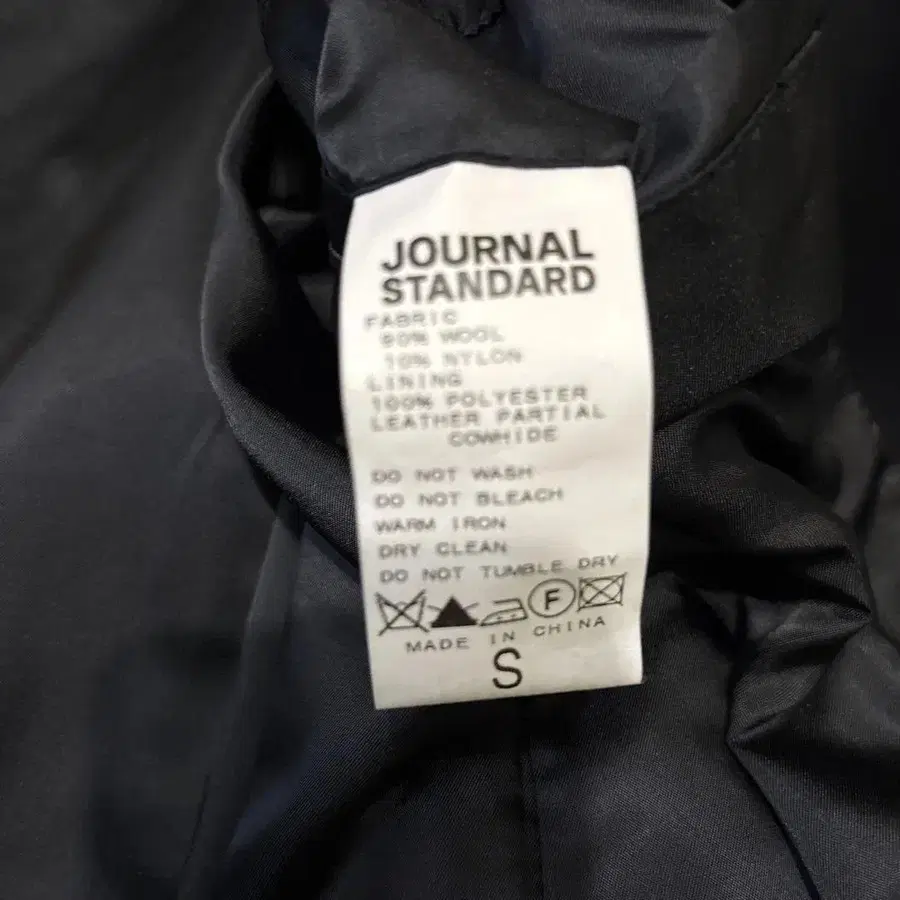 JOURNAL
STANDARD
FABRIC
90% WOOL
10% NYLON
LINING
100% POLYESTER
LEATHER PARTIAL
COWHIDE
DO NOT WASH
DO NOT BLEACH
WARM IRON
DRY CLEAN
DO NOT TUMBLE DRY
F
MADE IN CHINA
S